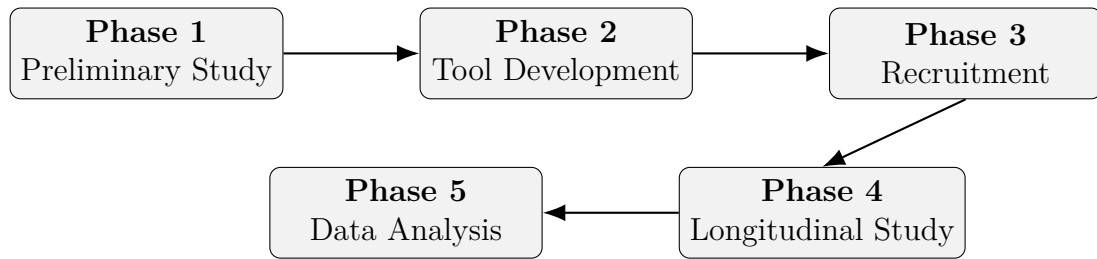 Phase 1
Preliminary Study
Phase 2
Tool Development
Phase 3
Recruitment
Phase 4
Longitudinal Study
Phase 5
Data Analysis